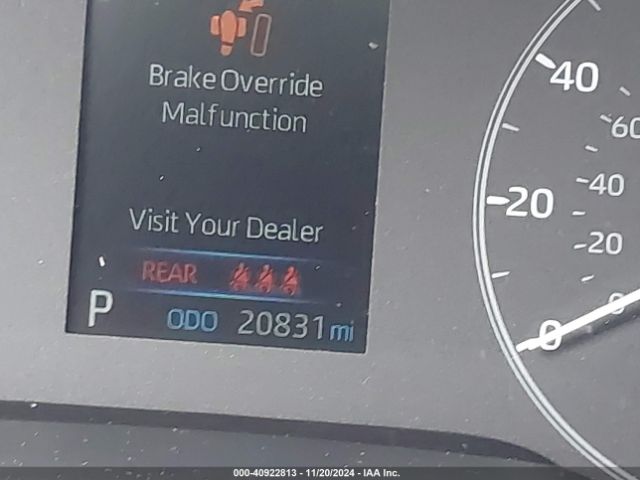 Brake Override
Malfunction
Visit Your Dealer
REAR
P ODO 20831 mi
40
20
0
60
40
20
0
000-40922813 - 11/20/2024 - IAA Inc.